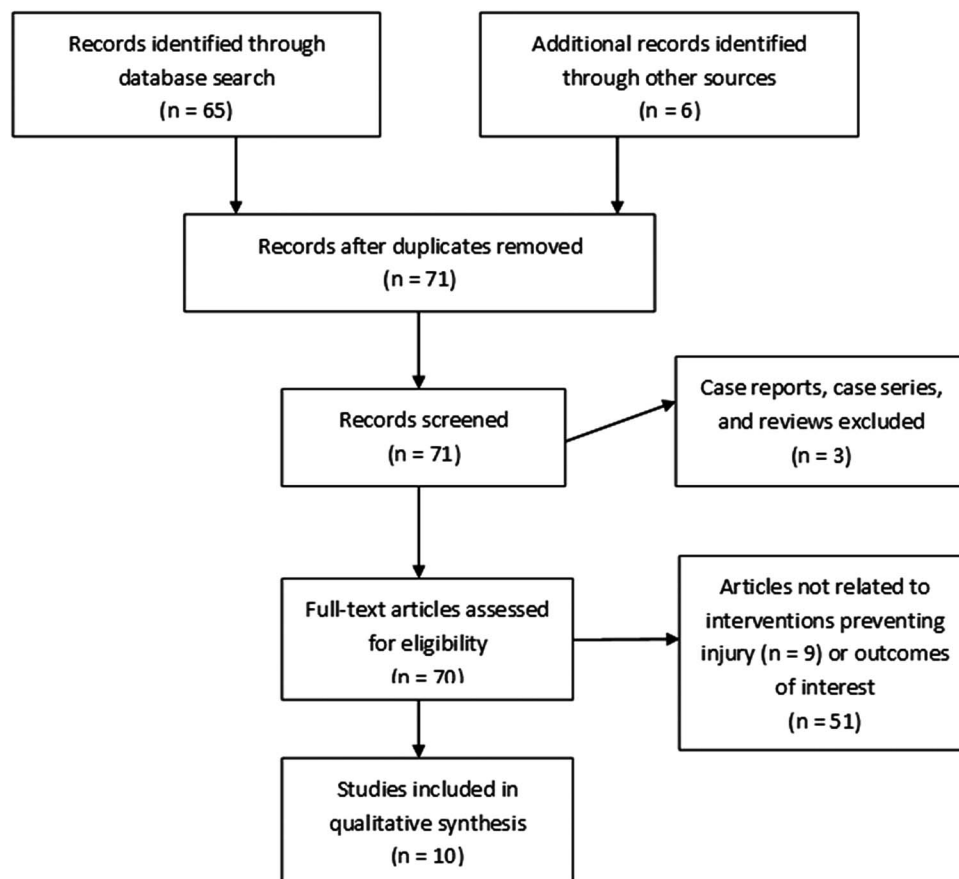 Records identified through
database search
(n = 65)
Additional records identified
through other sources
(n = 6)
Records after duplicates removed
(n = 71)
Records screened
(n = 71)
Case reports, case series,
and reviews excluded
(n = 3)
Full-text articles assessed
for eligibility
(n = 70)
Articles not related to
interventions preventing
injury (n = 9) or outcomes
of interest
(n = 51)
Studies included in
qualitative synthesis
(n = 10)